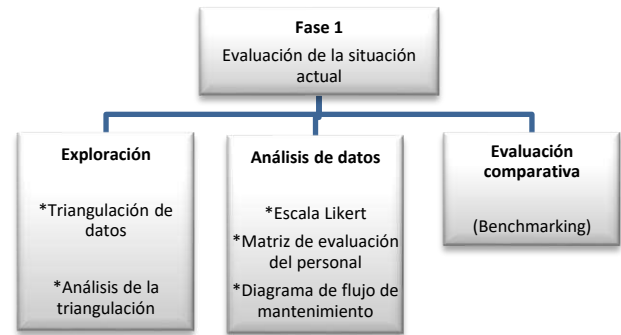 Fase 1
Evaluación de la situación
actual
Exploración
*Triangulación de
datos
*Análisis de la
triangulación
Análisis de datos
*Escala Likert
*Matriz de evaluación
del personal
*Diagrama de flujo de
mantenimiento
Evaluación
comparativa
(Benchmarking)